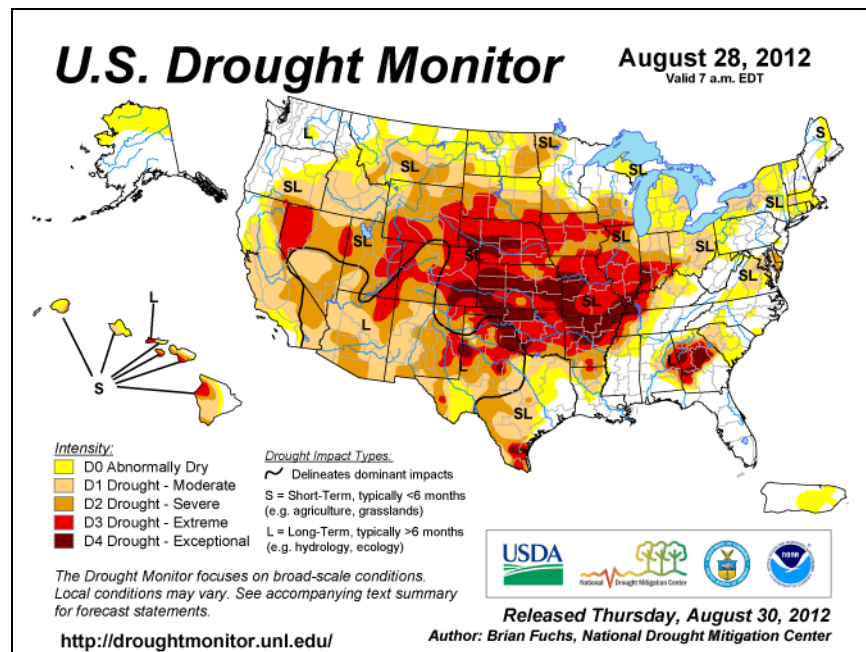 U.S. Drought Monitor
August 28, 2012
Valid 7 a.m. EDT
L
S
SL
SL
SL
SL
SL
SL
SL
SL
SL
SL
L
L
L
SL
L
S
Intensity:
D0 Abnormally Dry
D1 Drought - Moderate
D2 Drought - Severe
D3 Drought - Extreme
D4 Drought - Exceptional
Drought Impact Types:
Delineates dominant impacts
S = Short-Term, typically <6 months
(e.g. agriculture, grasslands)
L = Long-Term, typically >6 months
(e.g. hydrology, ecology)
USDA
National Drought Mitigation Center
NOAA
The Drought Monitor focuses on broad-scale conditions.
Local conditions may vary. See accompanying text summary
for forecast statements.
http://droughtmonitor.unl.edu/
Released Thursday, August 30, 2012
Author: Brian Fuchs, National Drought Mitigation Center